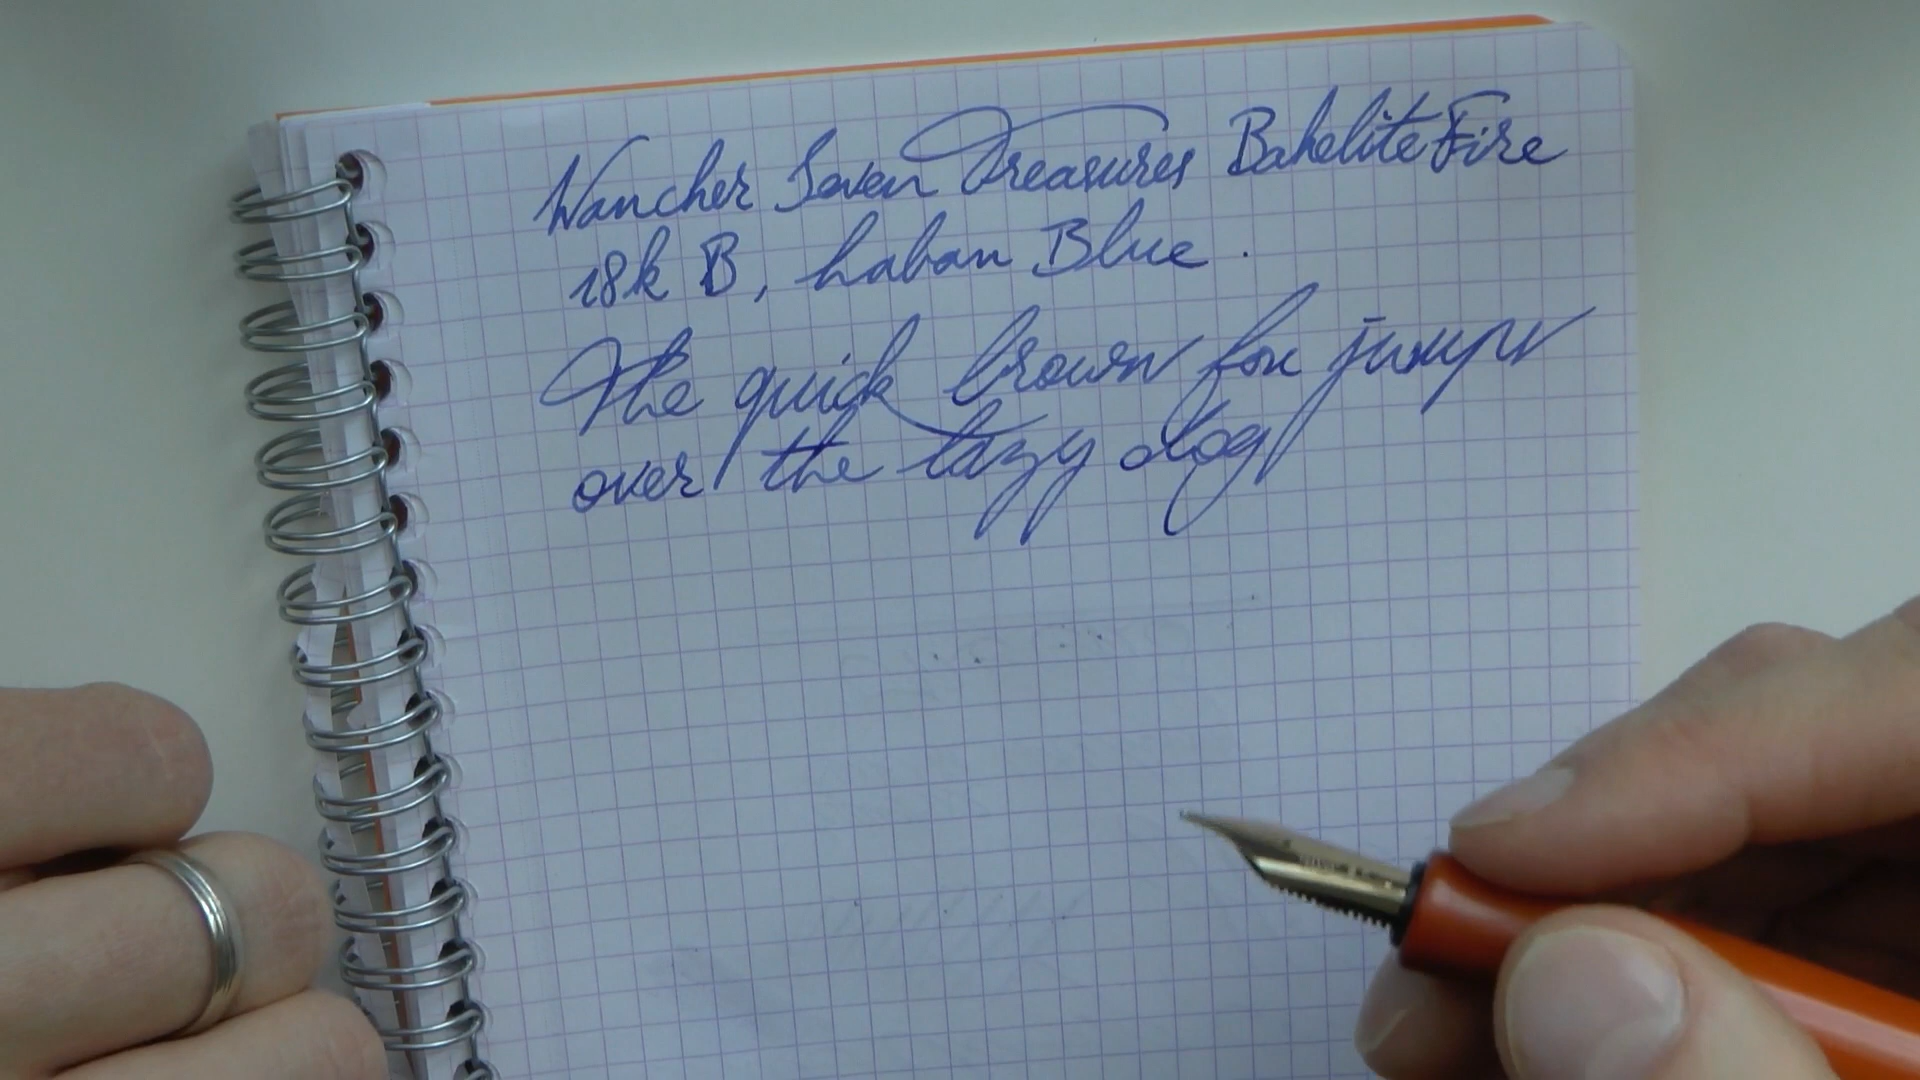 Wancher Seven Treasures Bakelite Fire
18k B, Laban Blue.
The quick brown fox jumps
over the lazy dog